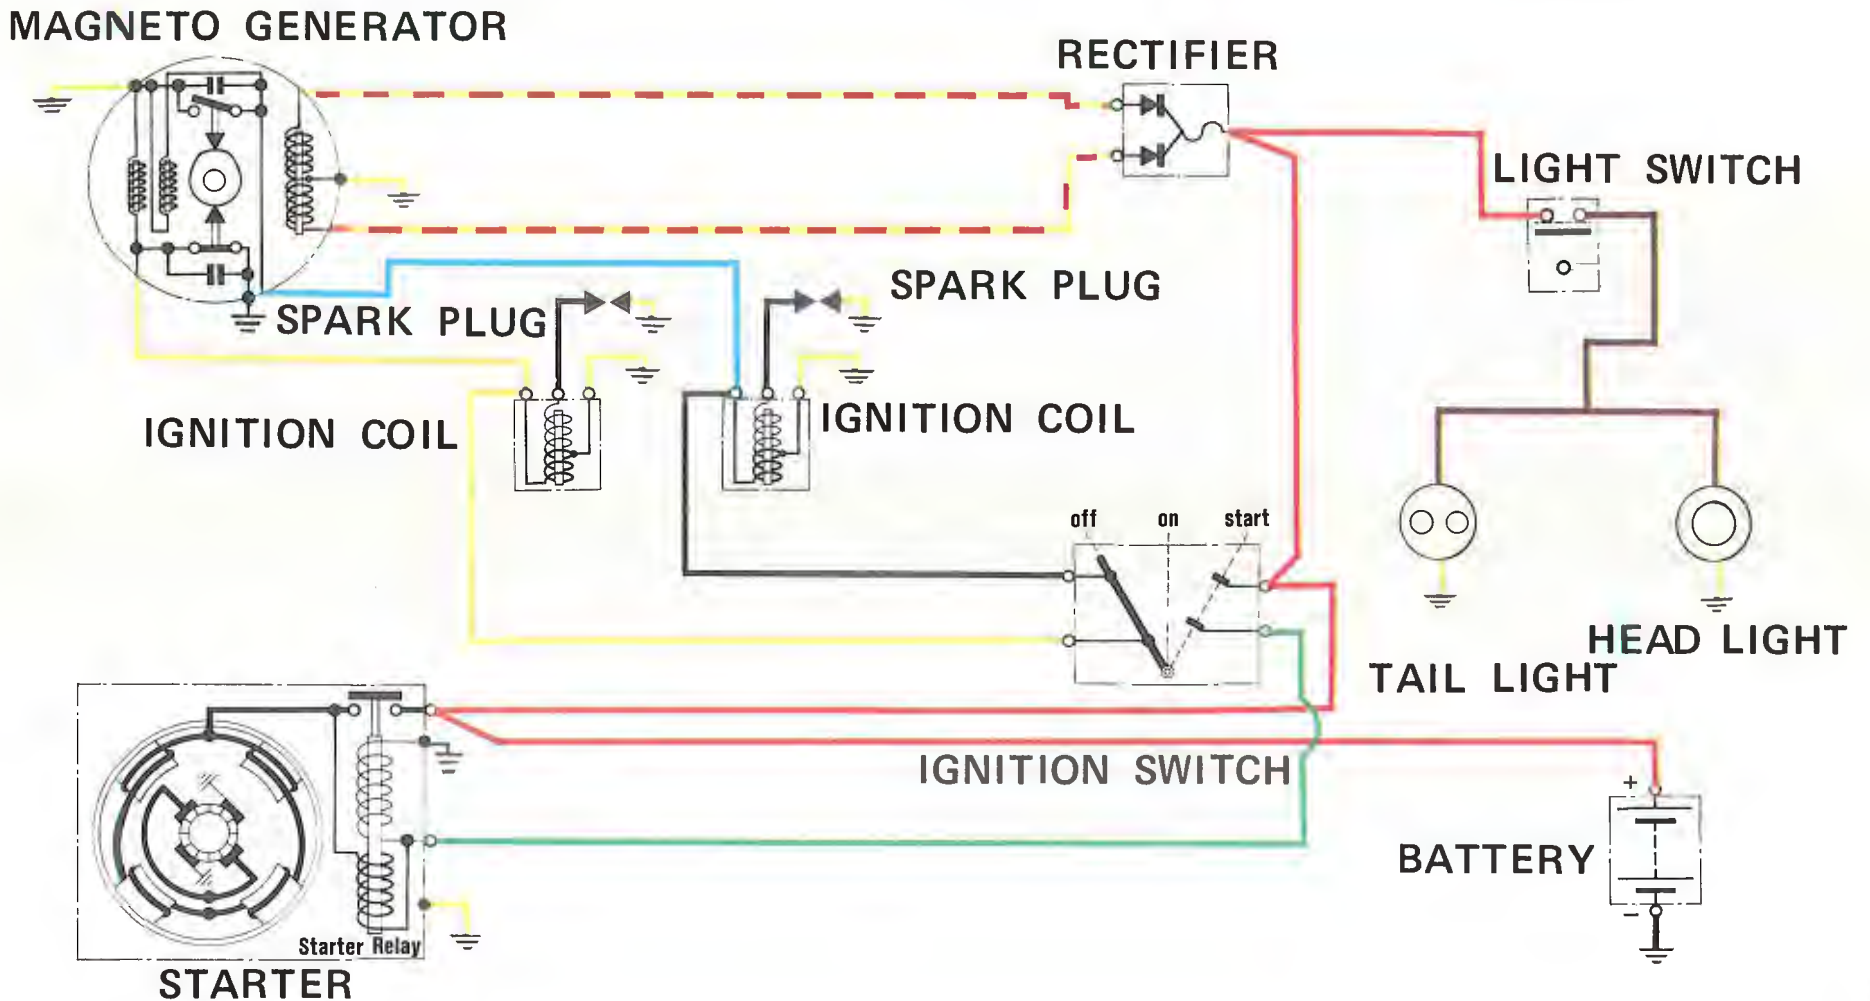 MAGNETO GENERATOR
RECTIFIER
LIGHT SWITCH
SPARK PLUG
SPARK PLUG
IGNITION COIL
IGNITION COIL
off on start
HEAD LIGHT
TAIL LIGHT
IGNITION SWITCH
+
BATTERY
−
Starter Relay
STARTER